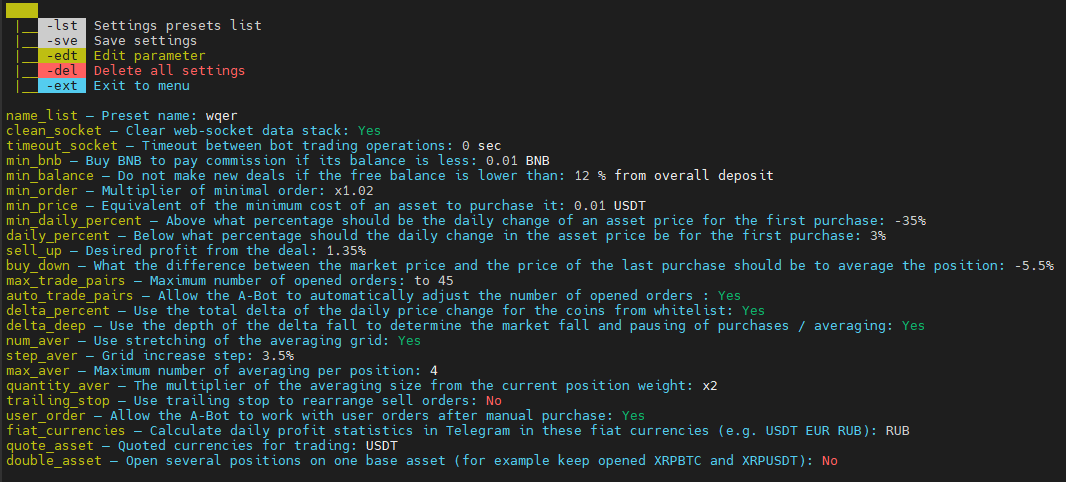 -lst Settings presets list
-sve Save settings
-edt Edit parameter
-del Delete all settings
-ext Exit to menu
name_list – Preset name: wqer
clean_socket – Clear web-socket data stack: Yes
timeout_socket – Timeout between bot trading operations: 0 sec
min_bnb – Buy BNB to pay commission if its balance is less: 0.01 BNB
min_balance – Do not make new deals if the free balance is lower than: 12 % from overall deposit
min_order – Multiplier of minimal order: x1.02
min_price – Equivalent of the minimum cost of an asset to purchase it: 0.01 USDT
min_daily_percent – Above what percentage should be the daily change of an asset price for the first purchase: -35%
daily_percent – Below what percentage should the daily change in the asset price be for the first purchase: 3%
sell_up – Desired profit from the deal: 1.35%
buy_down – What the difference between the market price and the price of the last purchase should be to average the position: -5.5%
max_trade_pairs – Maximum number of opened orders: to 45
auto_trade_pairs – Allow the A-Bot to automatically adjust the number of opened orders : Yes
delta_percent – Use the total delta of the daily price change for the coins from whitelist: Yes
delta_deep – Use the depth of the delta fall to determine the market fall and pausing of purchases / averaging: Yes
num_aver – Use stretching of the averaging grid: Yes
step_aver – Grid increase step: 3.5%
max_aver – Maximum number of averaging per position: 4
quantity_aver – The multiplier of the averaging size from the current position weight: x2
trailing_stop – Use trailing stop to rearrange sell orders: No
user_order – Allow the A-Bot to work with user orders after manual purchase: Yes
fiat_currencies – Calculate daily profit statistics in Telegram in these fiat currencies (e.g. USDT EUR RUB): RUB
quote_asset – Quoted currencies for trading: USDT
double_asset – Open several positions on one base asset (for example keep opened XRPBTC and XRPUSDT): No